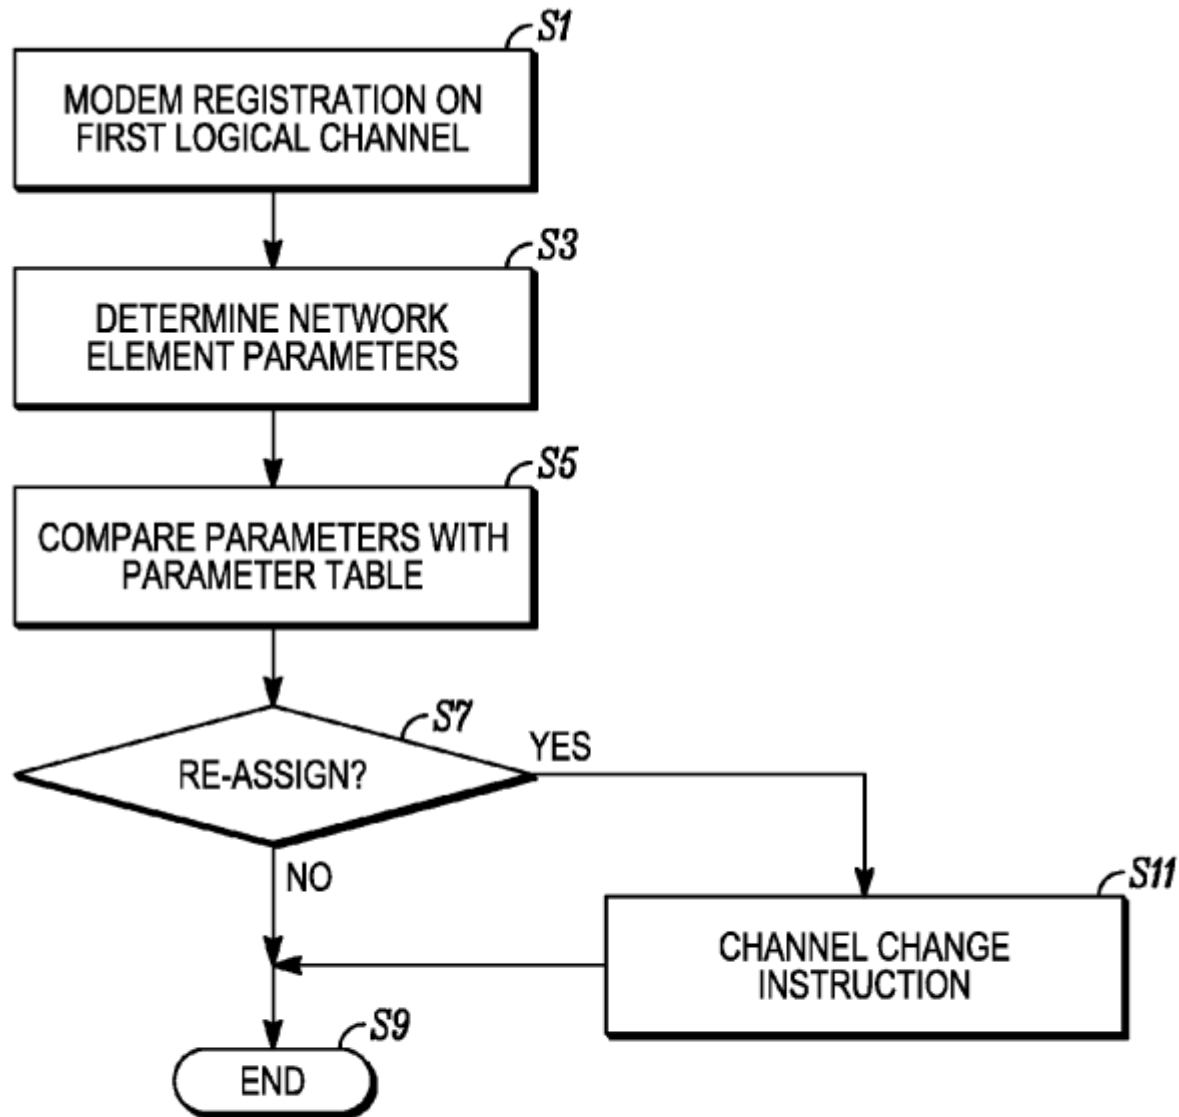 S1
MODEM REGISTRATION ON
FIRST LOGICAL CHANNEL
S3
DETERMINE NETWORK
ELEMENT PARAMETERS
S5
COMPARE PARAMETERS WITH
PARAMETER TABLE
S7
RE-ASSIGN?
YES
NO
S11
CHANNEL CHANGE
INSTRUCTION
S9
END